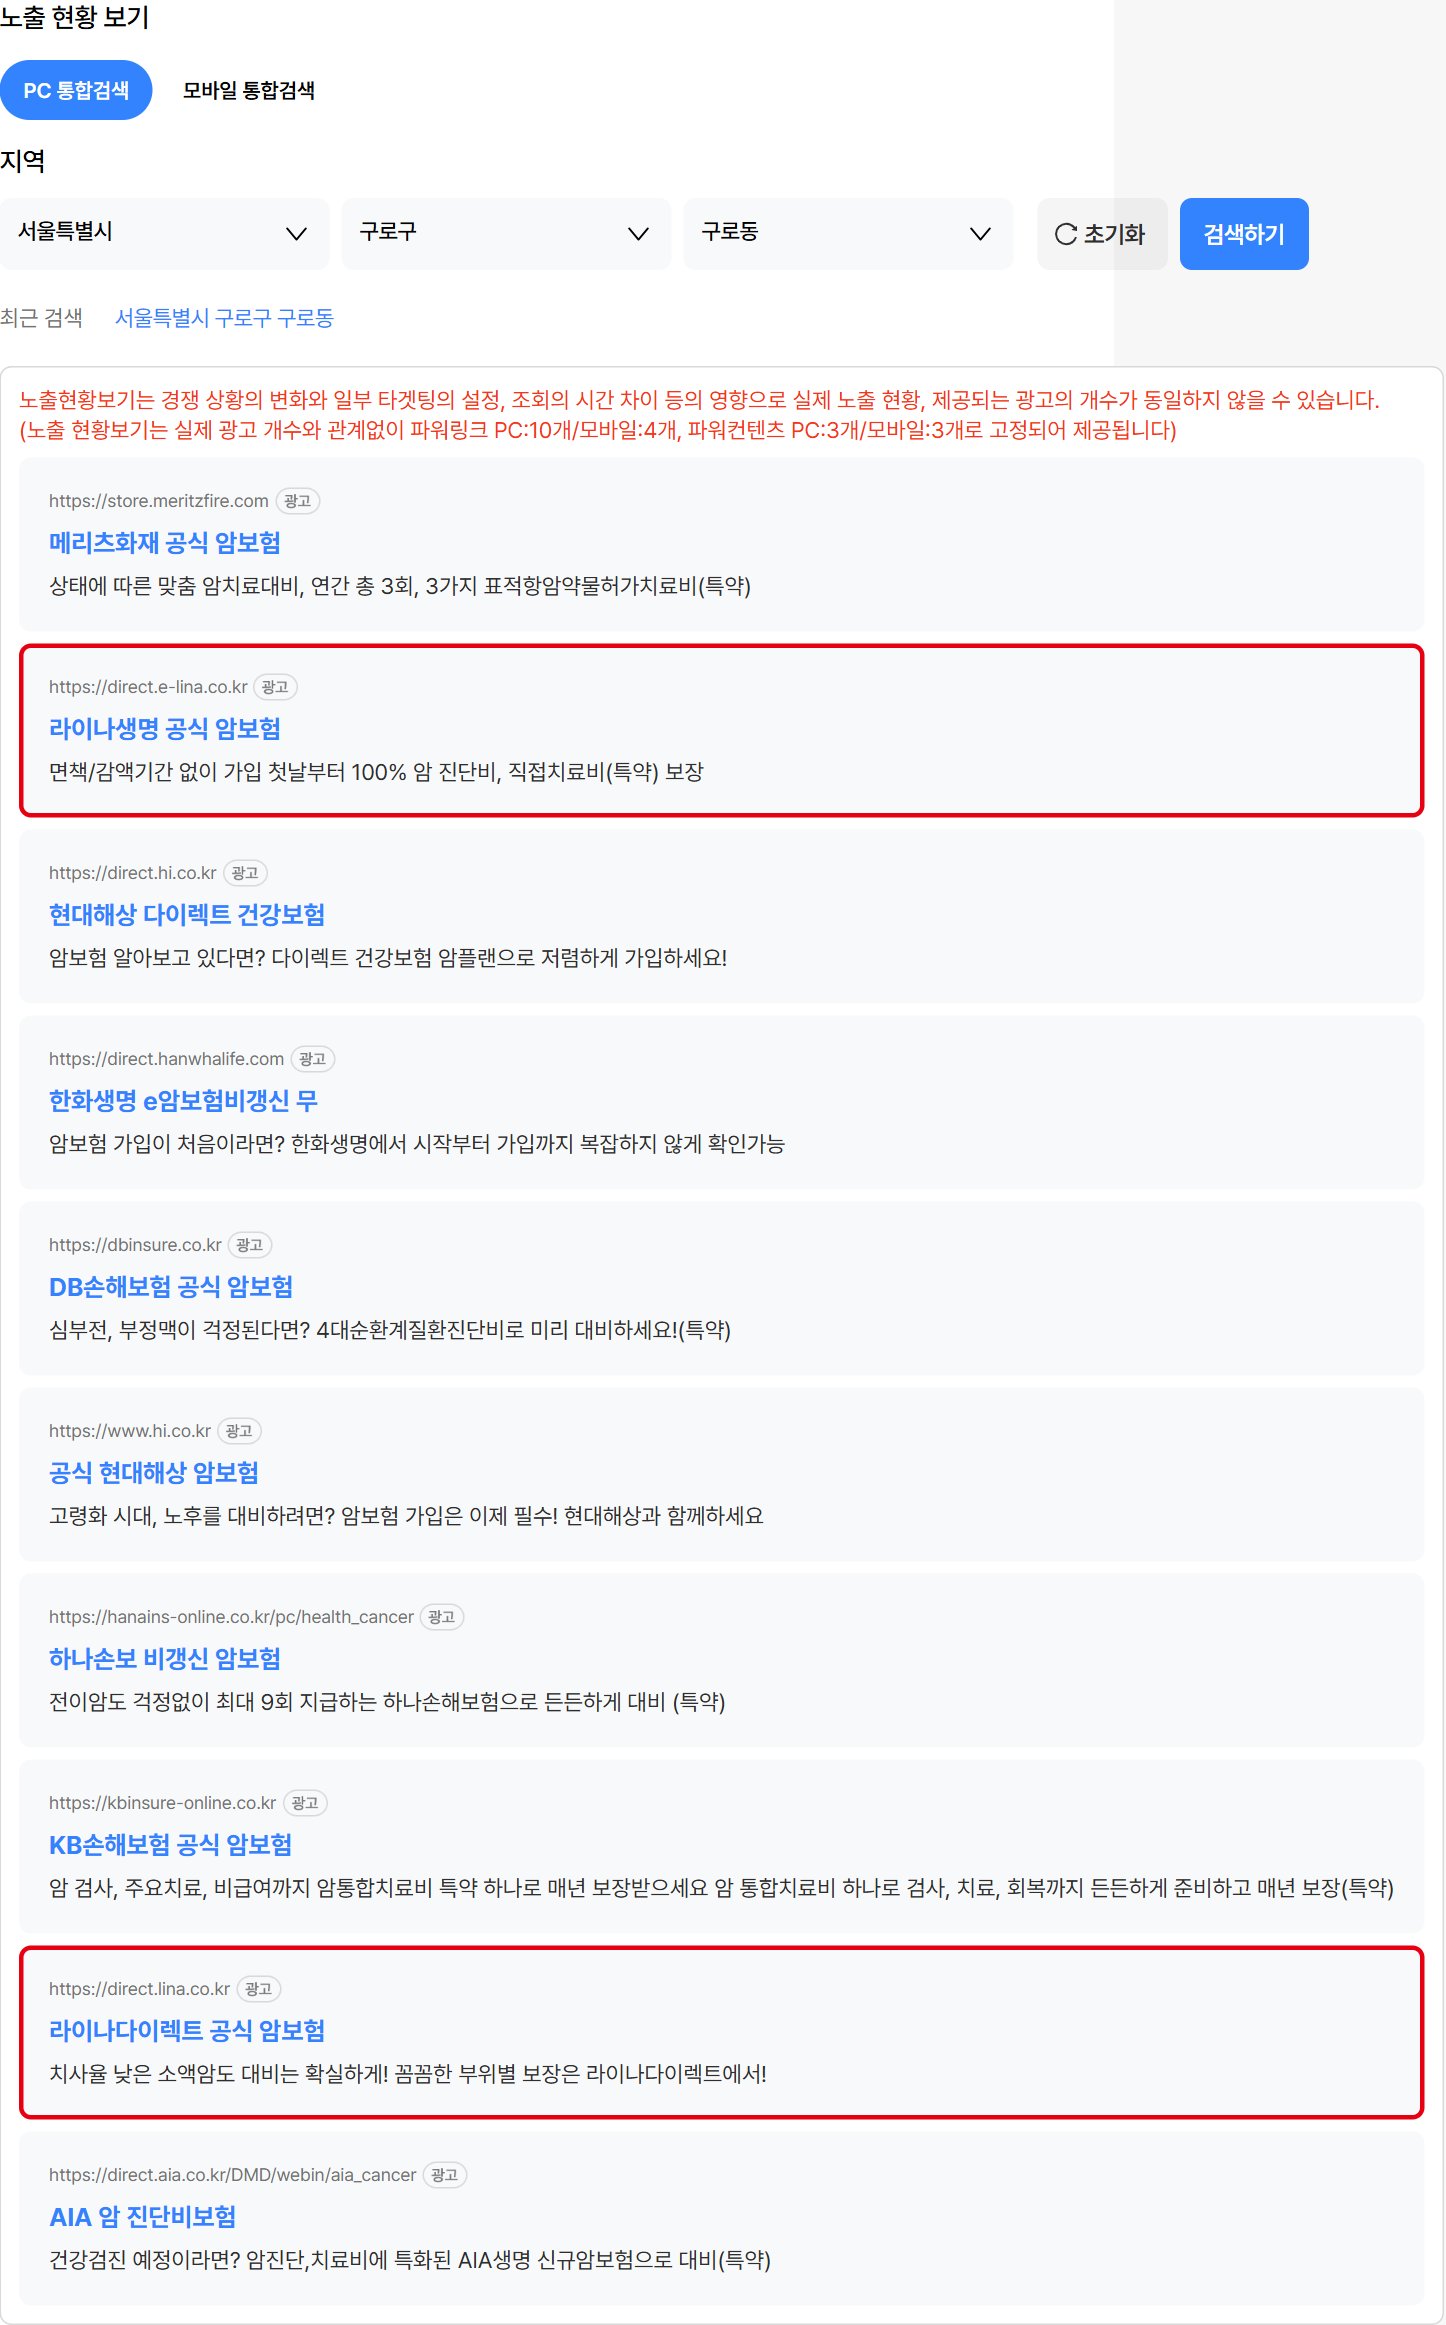 노출 현황 보기
PC 통합검색 모바일 통합검색
지역
서울특별시 구로구 구로동 초기화 검색하기
최근 검색 서울특별시 구로구 구로동
노출현황보기는 경쟁 상황의 변화와 일부 타겟팅의 설정, 조회의 시간 차이 등의 영향으로 실제 노출 현황, 제공되는 광고의 개수가 동일하지 않을 수 있습니다.
(노출 현황보기는 실제 광고 개수와 관계없이 파워링크 PC:10개/모바일:4개, 파워컨텐츠 PC:3개/모바일:3개로 고정되어 제공됩니다)
https://store.meritzfire.com 광고
메리츠화재 공식 암보험
상태에 따른 맞춤 암치료대비, 연간 총 3회, 3가지 표적항암약물허가치료비(특약)
https://direct.e-lina.co.kr 광고
라이나생명 공식 암보험
면책/감액기간 없이 가입 첫날부터 100% 암 진단비, 직접치료비(특약) 보장
https://direct.hi.co.kr 광고
현대해상 다이렉트 건강보험
암보험 알아보고 있다면? 다이렉트 건강보험 암플랜으로 저렴하게 가입하세요!
https://direct.hanwhalife.com 광고
한화생명 e암보험비갱신 무
암보험 가입이 처음이라면? 한화생명에서 시작부터 가입까지 복잡하지 않게 확인가능
https://dbinsure.co.kr 광고
DB손해보험 공식 암보험
심부전, 부정맥이 걱정된다면? 4대순환계질환진단비로 미리 대비하세요!(특약)
https://www.hi.co.kr 광고
공식 현대해상 암보험
고령화 시대, 노후를 대비하려면? 암보험 가입은 이제 필수! 현대해상과 함께하세요
https://hanains-online.co.kr/pc/health_cancer 광고
하나손보 비갱신 암보험
전이암도 걱정없이 최대 9회 지급하는 하나손해보험으로 든든하게 대비 (특약)
https://kbinsure-online.co.kr 광고
KB손해보험 공식 암보험
암 검사, 주요치료, 비급여까지 암통합치료비 특약 하나로 매년 보장받으세요 암 통합치료비 하나로 검사, 치료, 회복까지 든든하게 준비하고 매년 보장(특약)
https://direct.lina.co.kr 광고
라이나다이렉트 공식 암보험
치사율 낮은 소액암도 대비는 확실하게! 꼼꼼한 부위별 보장은 라이나다이렉트에서!
https://direct.aia.co.kr/DMD/webin/aia_cancer 광고
AIA 암 진단비보험
건강검진 예정이라면? 암진단,치료비에 특화된 AIA생명 신규암보험으로 대비(특약)